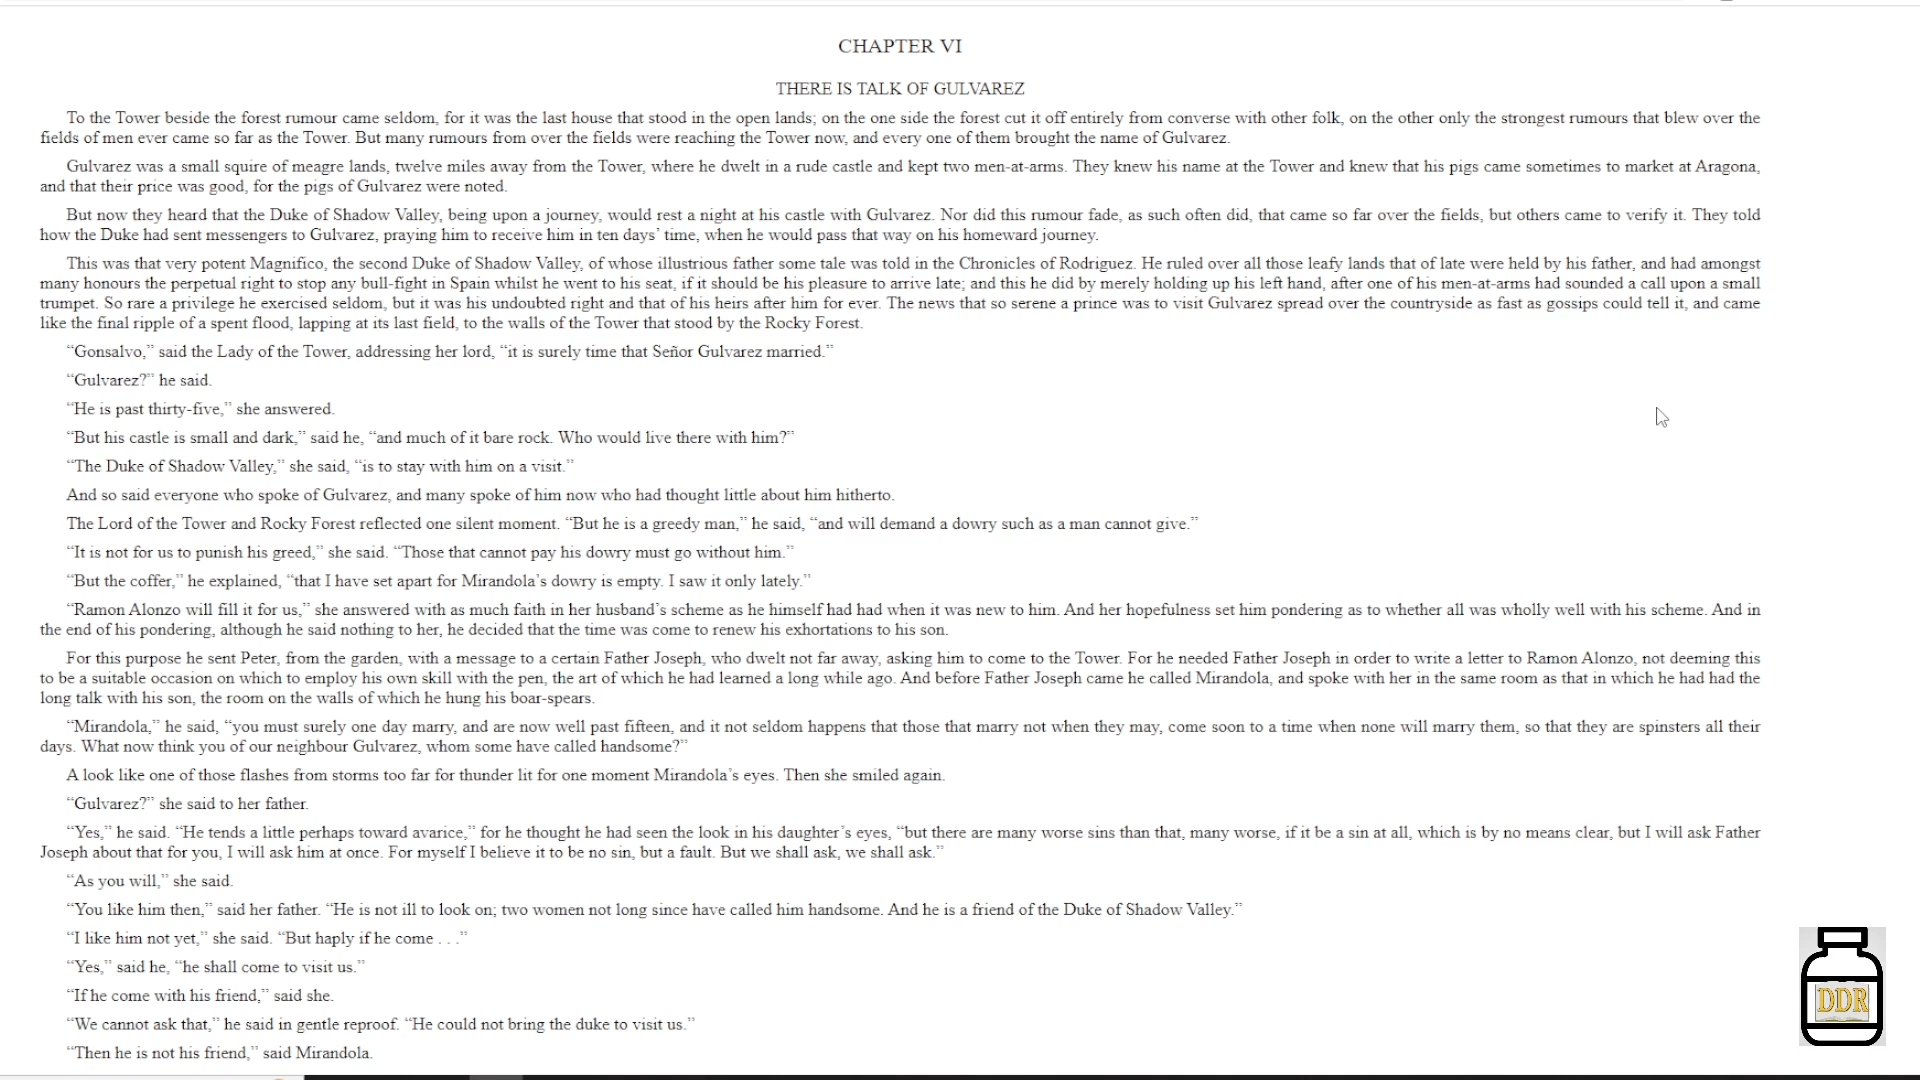 CHAPTER VI
THERE IS TALK OF GULVAREZ
To the Tower beside the forest rumour came seldom, for it was the last house that stood in the open lands; on the one side the forest cut it off entirely from converse with other folk, on the other only the strongest rumours that blew over the
fields of men ever came so far as the Tower. But many rumours from over the fields were reaching the Tower now, and every one of them brought the name of Gulvarez.
Gulvarez was a small squire of meagre lands, twelve miles away from the Tower, where he dwelt in a rude castle and kept two men-at-arms. They knew his name at the Tower and knew that his pigs came sometimes to market at Aragona,
and that their price was good, for the pigs of Gulvarez were noted.
But now they heard that the Duke of Shadow Valley, being upon a journey, would rest a night at his castle with Gulvarez. Nor did this rumour fade, as such often did, that came so far over the fields, but others came to verify it. They told
how the Duke had sent messengers to Gulvarez, praying him to receive him in ten days’ time, when he would pass that way on his homeward journey.
This was that very potent Magnifico, the second Duke of Shadow Valley, of whose illustrious father some tale was told in the Chronicles of Rodriguez. He ruled over all those leafy lands that of late were held by his father, and had amongst
many honours the perpetual right to stop any bull-fight in Spain whilst he went to his seat, if it should be his pleasure to arrive late; and this he did by merely holding up his left hand, after one of his men-at-arms had sounded a call upon a small
trumpet. So rare a privilege he exercised seldom, but it was his undoubted right and that of his heirs after him for ever. The news that so serene a prince was to visit Gulvarez spread over the countryside as fast as gossips could tell it, and came
like the final ripple of a spent flood, lapping at its last field, to the walls of the Tower that stood by the Rocky Forest.
“Gonsalvo,” said the Lady of the Tower, addressing her lord, “it is surely time that Señor Gulvarez married.”
“Gulvarez?” he said.
“He is past thirty-five,” she answered.
“But his castle is small and dark,” said he, “and much of it bare rock. Who would live there with him?”
“The Duke of Shadow Valley,” she said, “is to stay with him on a visit.”
And so said everyone who spoke of Gulvarez, and many spoke of him now who had thought little about him hitherto.
The Lord of the Tower and Rocky Forest reflected one silent moment. “But he is a greedy man,” he said, “and will demand a dowry such as a man cannot give.”
“It is not for us to punish his greed,” she said. “Those that cannot pay his dowry must go without him.”
“But the coffer,” he explained, “that I have set apart for Mirandola’s dowry is empty. I saw it only lately.”
“Ramon Alonzo will fill it for us,” she answered with as much faith in her husband’s scheme as he himself had had when it was new to him. And her hopefulness set him pondering as to whether all was wholly well with his scheme. And in
the end of his pondering, although he said nothing to her, he decided that the time was come to renew his exhortations to his son.
For this purpose he sent Peter, from the garden, with a message to a certain Father Joseph, who dwelt not far away, asking him to come to the Tower. For he needed Father Joseph in order to write a letter to Ramon Alonzo, not deeming this
to be a suitable occasion on which to employ his own skill with the pen, the art of which he had learned a long while ago. And before Father Joseph came he called Mirandola, and spoke with her in the same room as that in which he had had the
long talk with his son, the room on the walls of which he hung his boar-spears.
“Mirandola,” he said, “you must surely one day marry, and are now well past fifteen, and it not seldom happens that those that marry not when they may, come soon to a time when none will marry them, so that they are spinsters all their
days. What now think you of our neighbour Gulvarez, whom some have called handsome?”
A look like one of those flashes from storms too far for thunder lit for one moment Mirandola’s eyes. Then she smiled again.
“Gulvarez?” she said to her father.
“Yes,” he said. “He tends a little perhaps toward avarice,” for he thought he had seen the look in his daughter’s eyes, “but there are many worse sins than that, many worse, if it be a sin at all, which is by no means clear, but I will ask Father
Joseph about that for you, I will ask him at once. For myself I believe it to be no sin, but a fault. But we shall ask, we shall ask.”
“As you will,” she said.
“You like him then,” said her father. “He is not ill to look on; two women not long since have called him handsome. And he is a friend of the Duke of Shadow Valley.”
“I like him not yet,” she said. “But haply if he come . . .”
“Yes,” said he, “he shall come to visit us.”
“If he come with his friend,” said she.
“We cannot ask that,” he said in gentle reproof. “He could not bring the duke to visit us.”
“Then he is not his friend,” said Mirandola.
DDR